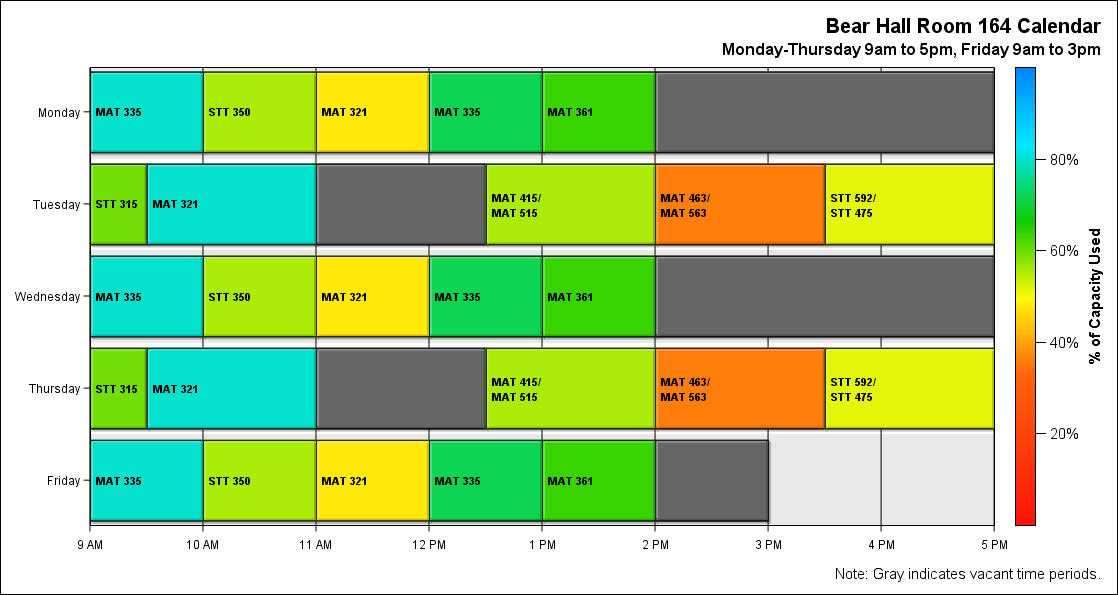 Bear Hall Room 164 Calendar
Monday-Thursday 9am to 5pm, Friday 9am to 3pm
Monday
MAT 335
STT 350
MAT 321
MAT 335
MAT 361
Tuesday
STT 315
MAT 321
MAT 415/
MAT 515
MAT 463/
MAT 563
STT 592/
STT 475
Wednesday
MAT 335
STT 350
MAT 321
MAT 335
MAT 361
Thursday
STT 315
MAT 321
MAT 415/
MAT 515
MAT 463/
MAT 563
STT 592/
STT 475
Friday
MAT 335
STT 350
MAT 321
MAT 335
MAT 361
9 AM
10 AM
11 AM
12 PM
1 PM
2 PM
3 PM
4 PM
5 PM
80%
60%
40%
20%
% of Capacity Used
Note: Gray indicates vacant time periods.